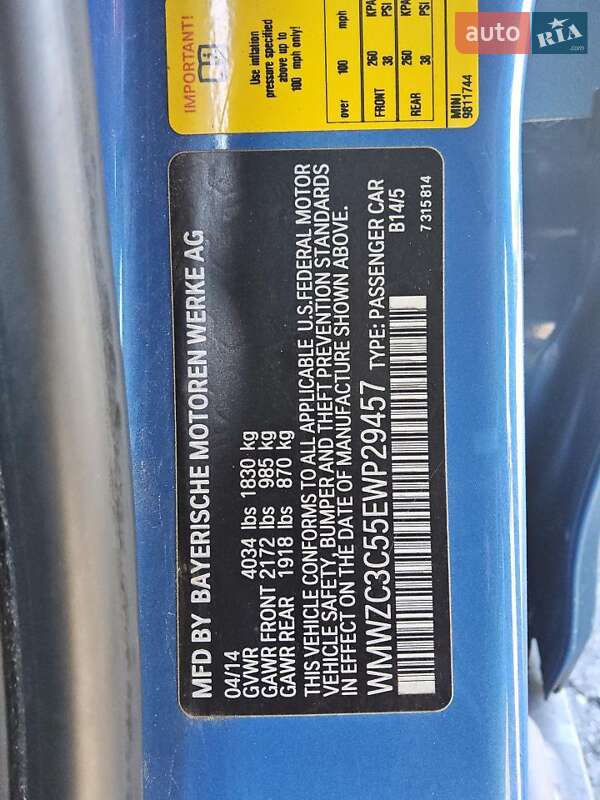 auto RIA.com
IMPORTANT!
Use inflation
pressure specified
above up to
100 mph only!
over 100 mph
KPA PSI
FRONT 260 38
KPA PSI
REAR 260 38
MINI
9811744
MFD BY BAYERISCHE MOTOREN WERKE AG
04/14
GVWR 4034 lbs 1830 kg
GAWR FRONT 2172 lbs 985 kg
GAWR REAR 1918 lbs 870 kg
THIS VEHICLE CONFORMS TO ALL APPLICABLE U.S.FEDERAL MOTOR
VEHICLE SAFETY, BUMPER AND THEFT PREVENTION STANDARDS
IN EFFECT ON THE DATE OF MANUFACTURE SHOWN ABOVE.
WMWZC3C55EWP29457 TYPE: PASSENGER CAR
B14/5
7 315 814